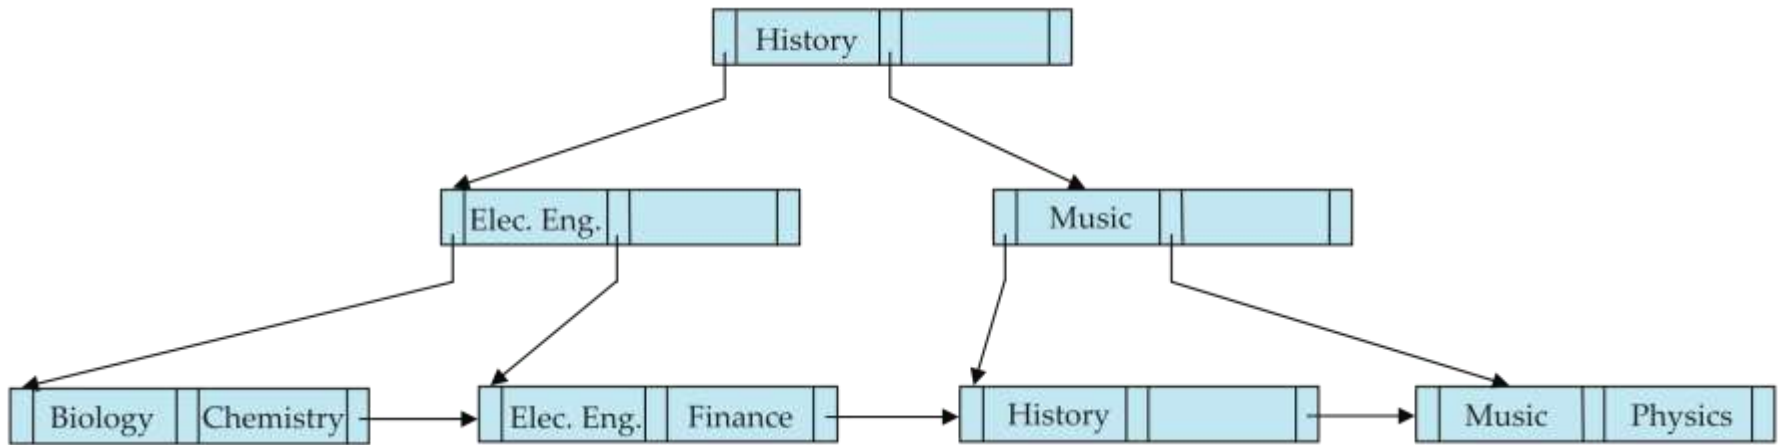 History
Elec. Eng.
Music
Biology
Chemistry
Elec. Eng.
Finance
History
Music
Physics